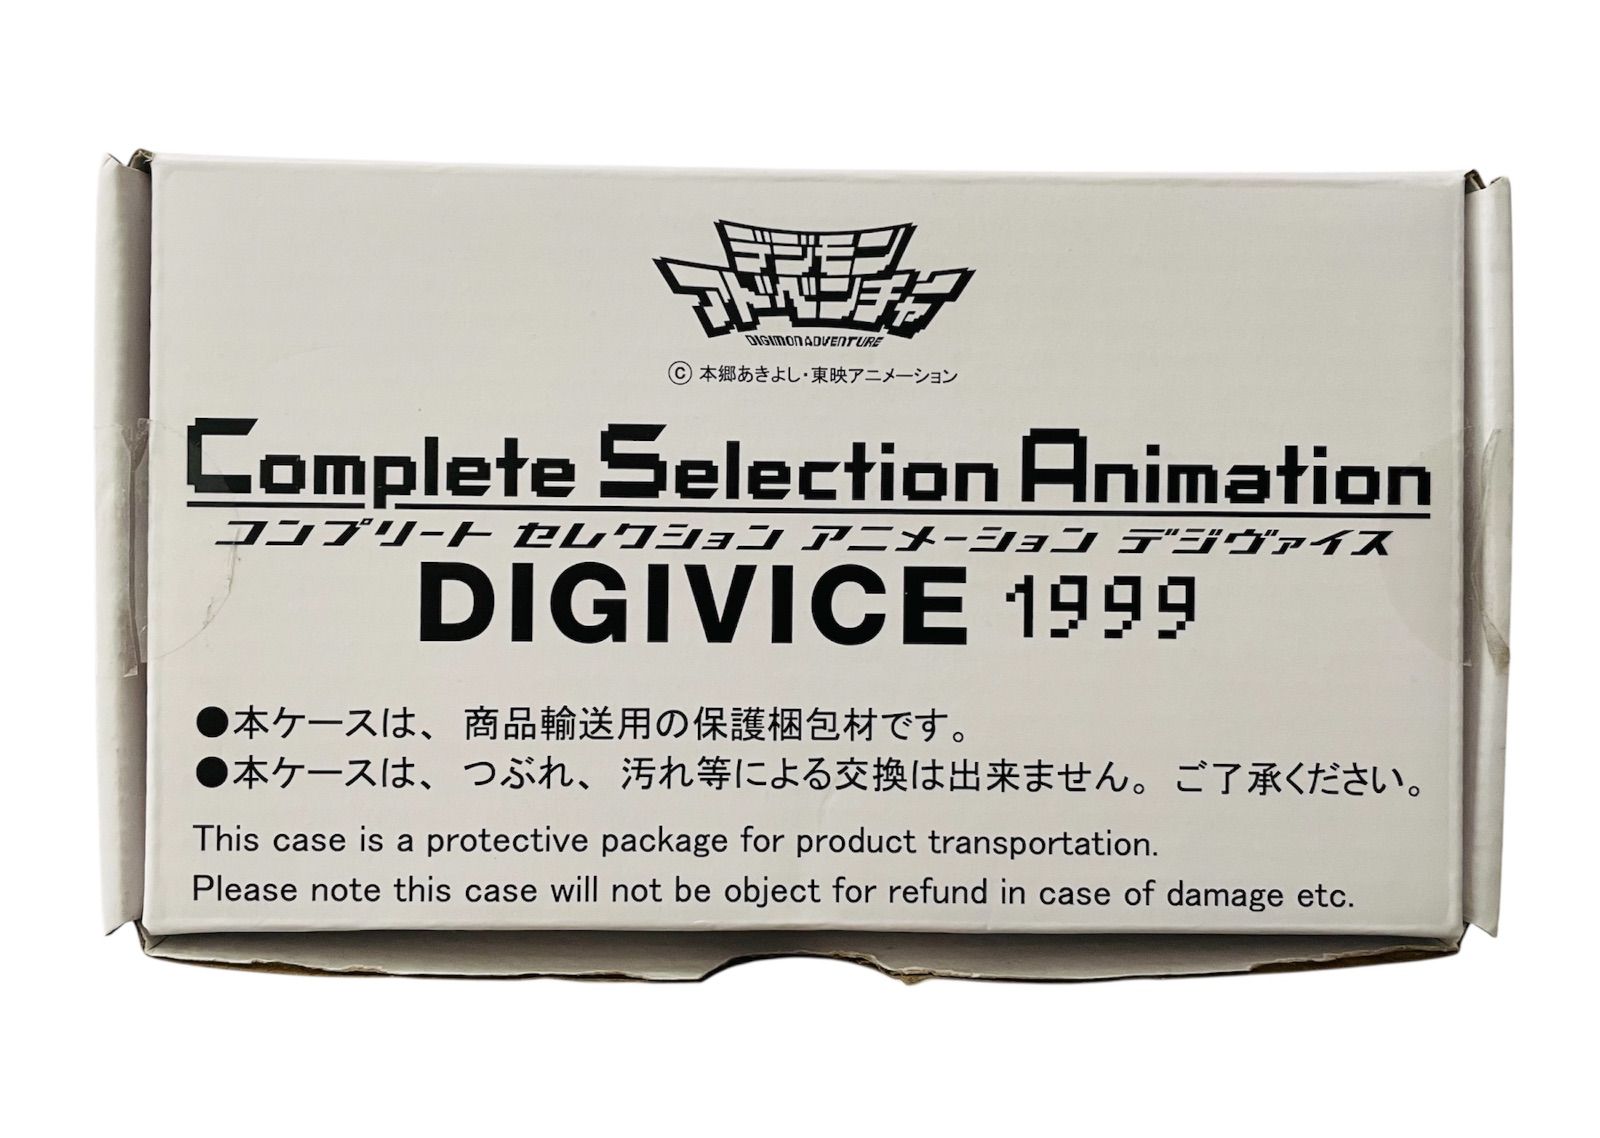 デジモン
アドベンチャー
DIGIMON ADVENTURE
© 本郷あきよし・東映アニメーション
Complete Selection Animation
コンプリート セレクション アニメーション デジヴァイス
DIGIVICE 1999
●本ケースは、商品輸送用の保護梱包材です。
●本ケースは、つぶれ、汚れ等による交換は出来ません。ご了承ください。
This case is a protective package for product transportation.
Please note this case will not be object for refund in case of damage etc.